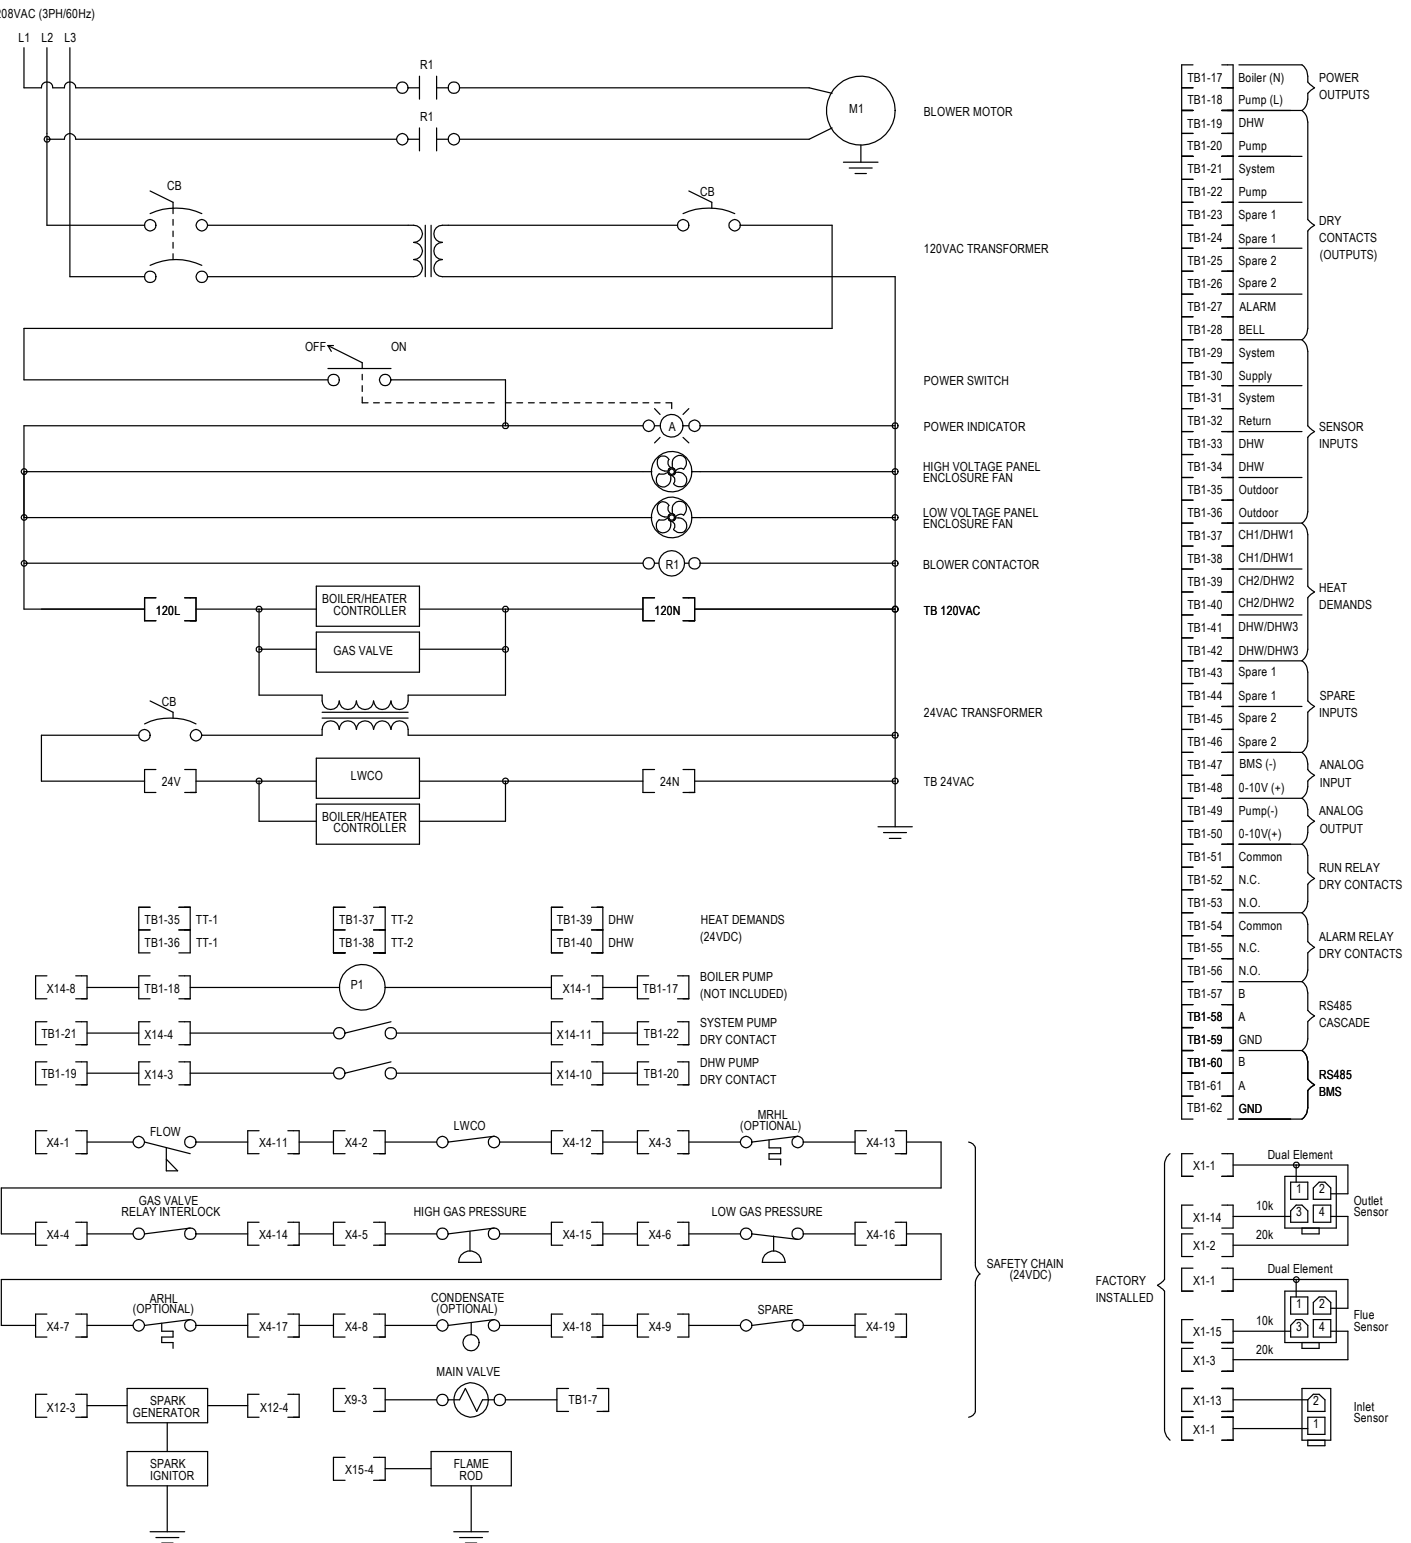 208VAC (3PH/60Hz)
L1 L2 L3
R1
R1
M1
BLOWER MOTOR
CB
CB
120VAC TRANSFORMER
OFF ON
POWER SWITCH
A
POWER INDICATOR
HIGH VOLTAGE PANEL
ENCLOSURE FAN
LOW VOLTAGE PANEL
ENCLOSURE FAN
R1
BLOWER CONTACTOR
120L
BOILER/HEATER
CONTROLLER
120N
TB 120VAC
GAS VALVE
CB
24VAC TRANSFORMER
24V
LWCO
24N
TB 24VAC
BOILER/HEATER
CONTROLLER
TB1-35 TT-1 TB1-37 TT-2 TB1-39 DHW HEAT DEMANDS
TB1-36 TT-1 TB1-38 TT-2 TB1-40 DHW (24VDC)
X14-8 TB1-18 P1 X14-1 TB1-17
BOILER PUMP
(NOT INCLUDED)
TB1-21 X14-4 X14-11 TB1-22
SYSTEM PUMP
DRY CONTACT
TB1-19 X14-3 X14-10 TB1-20
DHW PUMP
DRY CONTACT
X4-1
FLOW
X4-11 X4-2
LWCO
X4-12 X4-3
MRHL
(OPTIONAL)
X4-13
X4-4
GAS VALVE
RELAY INTERLOCK
X4-14 X4-5
HIGH GAS PRESSURE
X4-15 X4-6
LOW GAS PRESSURE
X4-16
SAFETY CHAIN
(24VDC)
X4-7
ARHL
(OPTIONAL)
X4-17 X4-8
CONDENSATE
(OPTIONAL)
X4-18 X4-9
SPARE
X4-19
X12-3
SPARK
GENERATOR
X12-4
X9-3
MAIN VALVE
TB1-7
SPARK
IGNITOR
X15-4
FLAME
ROD
TB1-17 Boiler (N)
TB1-18 Pump (L)
POWER
OUTPUTS
TB1-19 DHW
TB1-20 Pump
TB1-21 System
TB1-22 Pump
TB1-23 Spare 1
TB1-24 Spare 1
TB1-25 Spare 2
TB1-26 Spare 2
TB1-27 ALARM
TB1-28 BELL
DRY
CONTACTS
(OUTPUTS)
TB1-29 System
TB1-30 Supply
TB1-31 System
TB1-32 Return
TB1-33 DHW
TB1-34 DHW
TB1-35 Outdoor
TB1-36 Outdoor
SENSOR
INPUTS
TB1-37 CH1/DHW1
TB1-38 CH1/DHW1
TB1-39 CH2/DHW2
TB1-40 CH2/DHW2
TB1-41 DHW/DHW3
TB1-42 DHW/DHW3
HEAT
DEMANDS
TB1-43 Spare 1
TB1-44 Spare 1
TB1-45 Spare 2
TB1-46 Spare 2
SPARE
INPUTS
TB1-47 BMS (-)
TB1-48 0-10V (+)
ANALOG
INPUT
TB1-49 Pump(-)
TB1-50 0-10V(+)
ANALOG
OUTPUT
TB1-51 Common
TB1-52 N.C.
TB1-53 N.O.
RUN RELAY
DRY CONTACTS
TB1-54 Common
TB1-55 N.C.
TB1-56 N.O.
ALARM RELAY
DRY CONTACTS
TB1-57 B
TB1-58 A
TB1-59 GND
RS485
CASCADE
TB1-60 B
TB1-61 A
TB1-62 GND
RS485
BMS
FACTORY
INSTALLED
X1-1 Dual Element
1 2
X1-14 10k 3 4
X1-2 20k
Outlet
Sensor
X1-1 Dual Element
1 2
X1-15 10k 3 4
X1-3 20k
Flue
Sensor
X1-13 2
X1-1 1
Inlet
Sensor